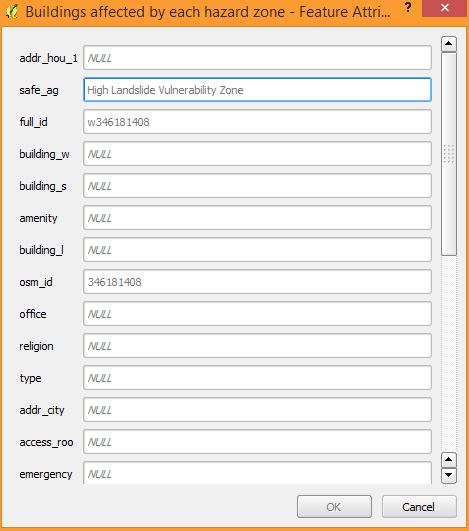 Buildings affected by each hazard zone - Feature Attri... ?
addr_hou_1 NULL
safe_ag High Landslide Vulnerability Zone
full_id w346181408
building_w NULL
building_s NULL
amenity NULL
building_l NULL
osm_id 346181408
office NULL
religion NULL
type NULL
addr_city NULL
access_roo NULL
emergency NULL
OK Cancel